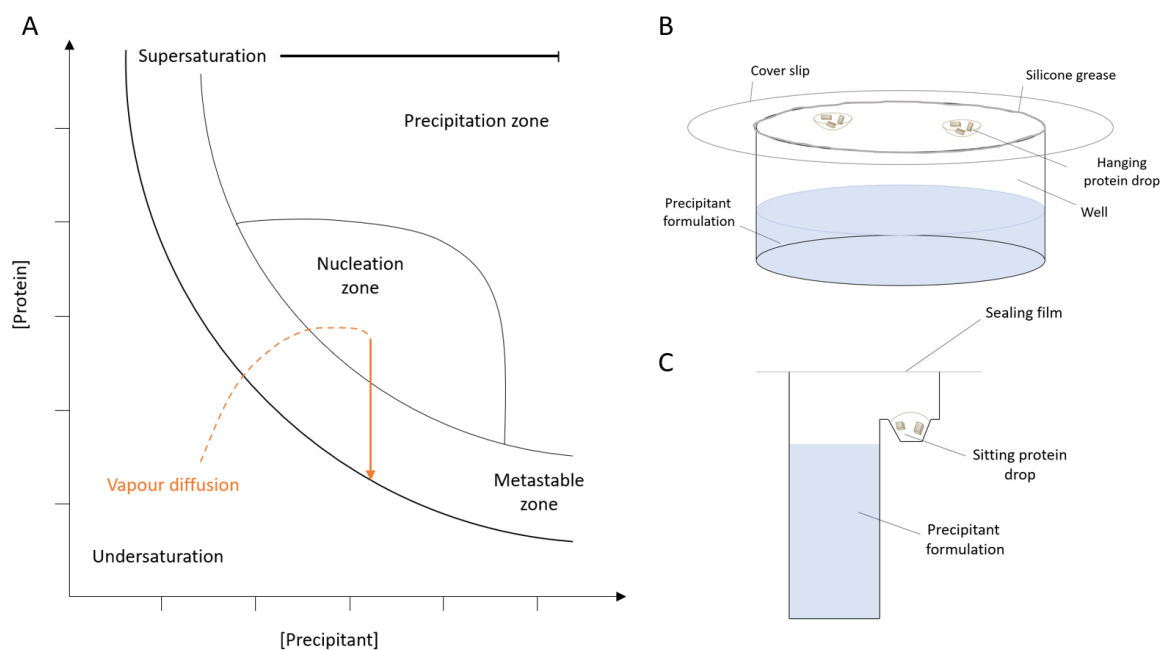 A
Supersaturation
Precipitation zone
Nucleation
zone
[Protein]
Vapour diffusion
Metastable
zone
Undersaturation
[Precipitant]
B
Cover slip
Silicone grease
Hanging
protein drop
Precipitant
formulation
Well
Sealing film
C
Sitting protein
drop
Precipitant
formulation